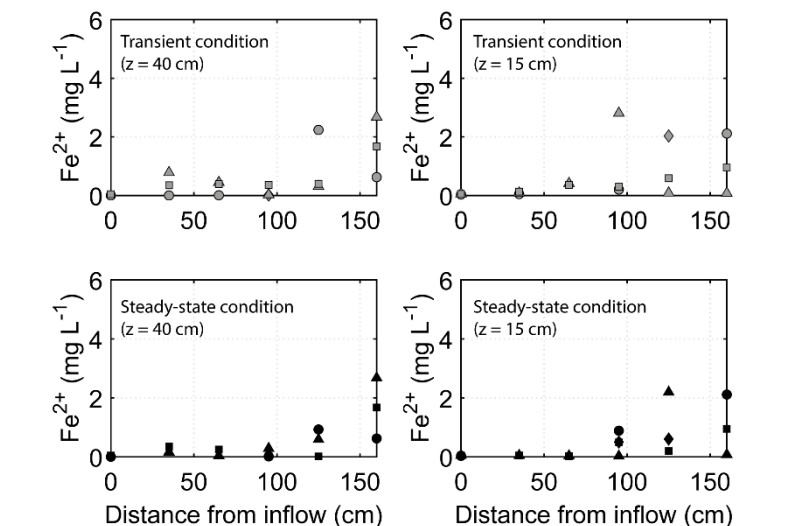 Transient condition
(z = 40 cm)
Fe2+ (mg L-1)
6
4
2
0
0 50 100 150
Transient condition
(z = 15 cm)
Fe2+ (mg L-1)
6
4
2
0
0 50 100 150
Steady-state condition
(z = 40 cm)
Fe2+ (mg L-1)
6
4
2
0
0 50 100 150
Distance from inflow (cm)
Steady-state condition
(z = 15 cm)
Fe2+ (mg L-1)
6
4
2
0
0 50 100 150
Distance from inflow (cm)